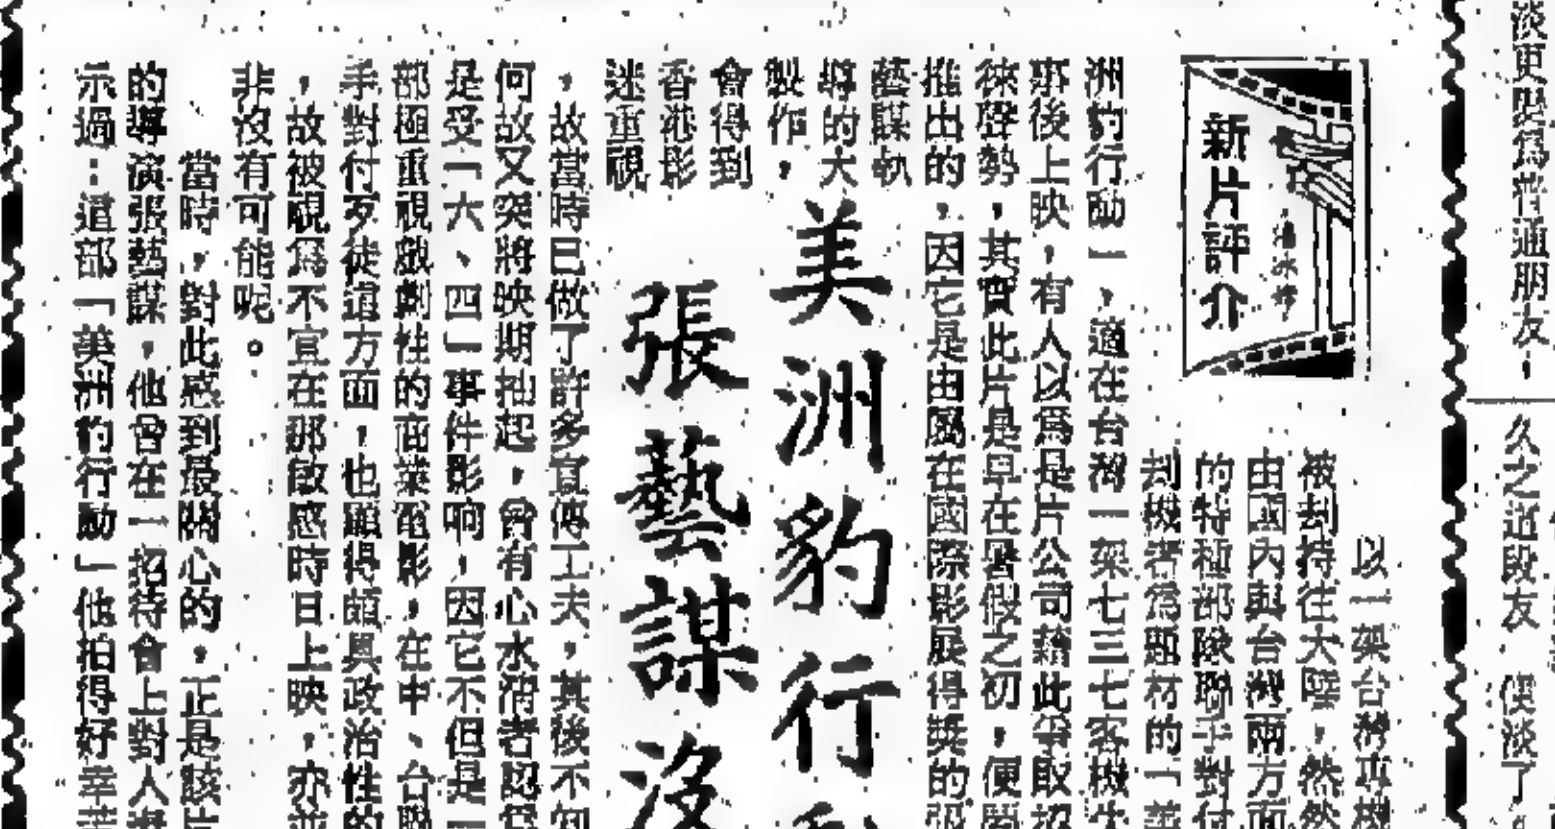 新片評介
美洲豹行
張藝謀沒
以一架台灣專機
被刦持往大陸，然
由國內與台灣兩方面
的特種部隊聯手對付
刦機者為題材的「美
洲豹行動」，適在台灣一架七三七客機失
事後上映，有人以為是片公司藉此爭取招
徠聲勢，其實此片是早在暑假之初，便
推出的，因它是由屬在國際影展得獎的張
藝謀執
導的大
製作，
會得到
香港影
迷重視
，故當時已做了許多宣傳工夫，其後不知
何故又突將映期抽起，曾有心水清者認為
是受「六、四」事件影响，因它不但是一
部極重視戲劇性的商業電影，在中、台聯
手對付歹徒這方面，也顯得頗具政治性的
，故被視為不宜在那敏感時日上映，亦並
非沒有可能呢。
當時，對此感到最關心的，正是該片
的導演張藝謀，他曾在一招待會上對人
示過：這部「美洲豹行動」他拍得好辛苦
淡更變為普通朋友！
久之這段友
淡了